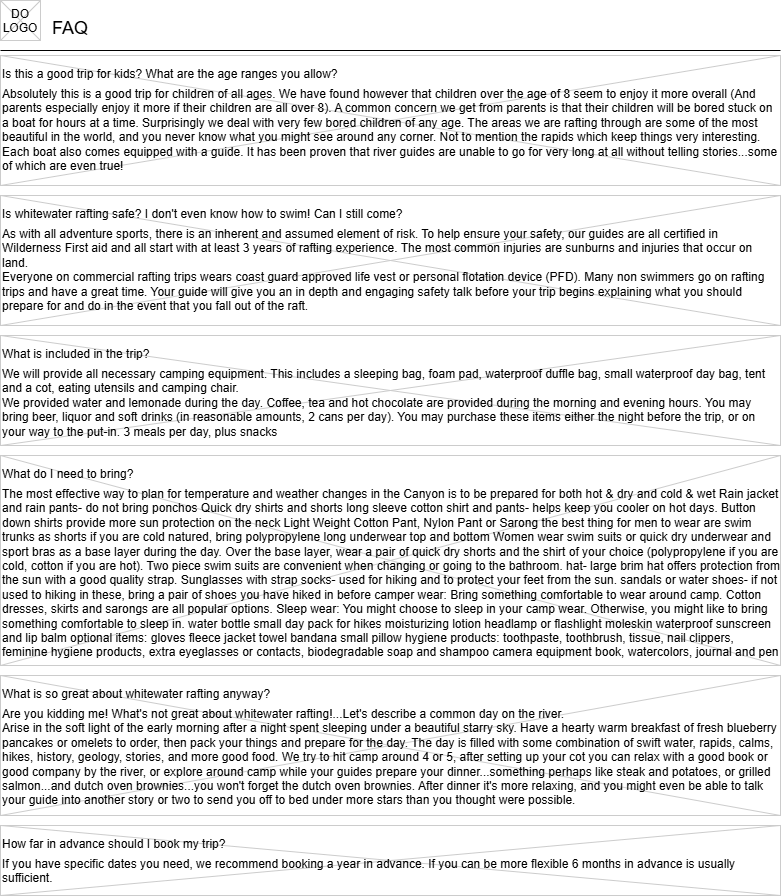 DO
LOGO
FAQ
Is this a good trip for kids? What are the age ranges you allow?
Absolutely this is a good trip for children of all ages. We have found however that children over the age of 8 seem to enjoy it more overall (And
parents especially enjoy it more if their children are all over 8). A common concern we get from parents is that their children will be bored stuck on
a boat for hours at a time. Surprisingly we deal with very few bored children of any age. The areas we are rafting through are some of the most
beautiful in the world, and you never know what you might see around any corner. Not to mention the rapids which keep things very interesting.
Each boat also comes equipped with a guide. It has been proven that river guides are unable to go for very long at all without telling stories...some
of which are even true!
Is whitewater rafting safe? I don't even know how to swim! Can I still come?
As with all adventure sports, there is an inherent and assumed element of risk. To help ensure your safety, our guides are all certified in
Wilderness First aid and all start with at least 3 years of rafting experience. The most common injuries are sunburns and injuries that occur on
land.
Everyone on commercial rafting trips wears coast guard approved life vest or personal flotation device (PFD). Many non swimmers go on rafting
trips and have a great time. Your guide will give you an in depth and engaging safety talk before your trip begins explaining what you should
prepare for and do in the event that you fall out of the raft.
What is included in the trip?
We will provide all necessary camping equipment. This includes a sleeping bag, foam pad, waterproof duffle bag, small waterproof day bag, tent
and a cot, eating utensils and camping chair.
We provided water and lemonade during the day. Coffee, tea and hot chocolate are provided during the morning and evening hours. You may
bring beer, liquor and soft drinks (in reasonable amounts, 2 cans per day). You may purchase these items either the night before the trip, or on
your way to the put-in. 3 meals per day, plus snacks
What do I need to bring?
The most effective way to plan for temperature and weather changes in the Canyon is to be prepared for both hot & dry and cold & wet Rain jacket
and rain pants- do not bring ponchos Quick dry shirts and shorts long sleeve cotton shirt and pants- helps keep you cooler on hot days. Button
down shirts provide more sun protection on the neck Light Weight Cotton Pant, Nylon Pant or Sarong the best thing for men to wear are swim
trunks as shorts if you are cold natured, bring polypropylene long underwear top and bottom Women wear swim suits or quick dry underwear and
sport bras as a base layer during the day. Over the base layer, wear a pair of quick dry shorts and the shirt of your choice (polypropylene if you are
cold, cotton if you are hot). Two piece swim suits are convenient when changing or going to the bathroom. hat- large brim hat offers protection from
the sun with a good quality strap. Sunglasses with strap socks- used for hiking and to protect your feet from the sun. sandals or water shoes- if not
used to hiking in these, bring a pair of shoes you have hiked in before camper wear: Bring something comfortable to wear around camp. Cotton
dresses, skirts and sarongs are all popular options. Sleep wear: You might choose to sleep in your camp wear. Otherwise, you might like to bring
something comfortable to sleep in. water bottle small day pack for hikes moisturizing lotion headlamp or flashlight moleskin waterproof sunscreen
and lip balm optional items: gloves fleece jacket towel bandana small pillow hygiene products: toothpaste, toothbrush, tissue, nail clippers,
feminine hygiene products, extra eyeglasses or contacts, biodegradable soap and shampoo camera equipment book, watercolors, journal and pen
What is so great about whitewater rafting anyway?
Are you kidding me! What's not great about whitewater rafting!...Let's describe a common day on the river.
Arise in the soft light of the early morning after a night spent sleeping under a beautiful starry sky. Have a hearty warm breakfast of fresh blueberry
pancakes or omelets to order, then pack your things and prepare for the day. The day is filled with some combination of swift water, rapids, calms,
hikes, history, geology, stories, and more good food. We try to hit camp around 4 or 5, after setting up your cot you can relax with a good book or
good company by the river, or explore around camp while your guides prepare your dinner...something perhaps like steak and potatoes, or grilled
salmon...and dutch oven brownies...you won't forget the dutch oven brownies. After dinner it's more relaxing, and you might even be able to talk
your guide into another story or two to send you off to bed under more stars than you thought were possible.
How far in advance should I book my trip?
If you have specific dates you need, we recommend booking a year in advance. If you can be more flexible 6 months in advance is usually
sufficient.